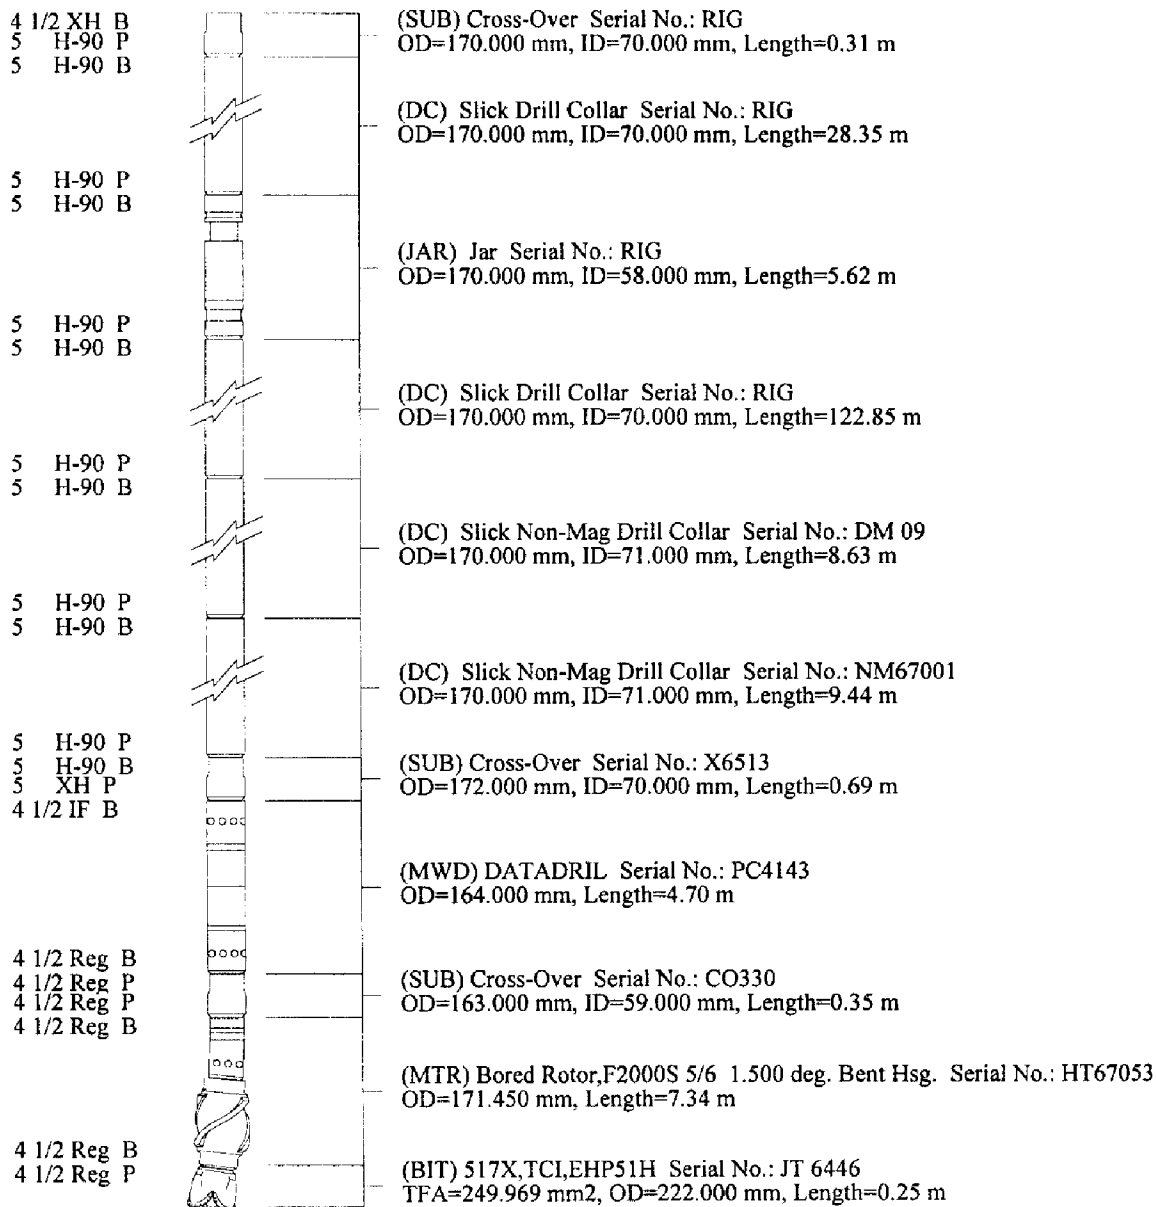 4 1/2 XH B
5 H-90 P
5 H-90 B
(SUB) Cross-Over Serial No.: RIG
OD=170.000 mm, ID=70.000 mm, Length=0.31 m
(DC) Slick Drill Collar Serial No.: RIG
OD=170.000 mm, ID=70.000 mm, Length=28.35 m
5 H-90 P
5 H-90 B
(JAR) Jar Serial No.: RIG
OD=170.000 mm, ID=58.000 mm, Length=5.62 m
5 H-90 P
5 H-90 B
(DC) Slick Drill Collar Serial No.: RIG
OD=170.000 mm, ID=70.000 mm, Length=122.85 m
5 H-90 P
5 H-90 B
(DC) Slick Non-Mag Drill Collar Serial No.: DM 09
OD=170.000 mm, ID=71.000 mm, Length=8.63 m
5 H-90 P
5 H-90 B
(DC) Slick Non-Mag Drill Collar Serial No.: NM67001
OD=170.000 mm, ID=71.000 mm, Length=9.44 m
5 H-90 P
5 H-90 B
5 XH P
4 1/2 IF B
(SUB) Cross-Over Serial No.: X6513
OD=172.000 mm, ID=70.000 mm, Length=0.69 m
(MWD) DATADRIL Serial No.: PC4143
OD=164.000 mm, Length=4.70 m
4 1/2 Reg B
4 1/2 Reg P
4 1/2 Reg P
4 1/2 Reg B
(SUB) Cross-Over Serial No.: CO330
OD=163.000 mm, ID=59.000 mm, Length=0.35 m
(MTR) Bored Rotor,F2000S 5/6 1.500 deg. Bent Hsg. Serial No.: HT67053
OD=171.450 mm, Length=7.34 m
4 1/2 Reg B
4 1/2 Reg P
(BIT) 517X,TCI,EHP51H Serial No.: JT 6446
TFA=249.969 mm2, OD=222.000 mm, Length=0.25 m